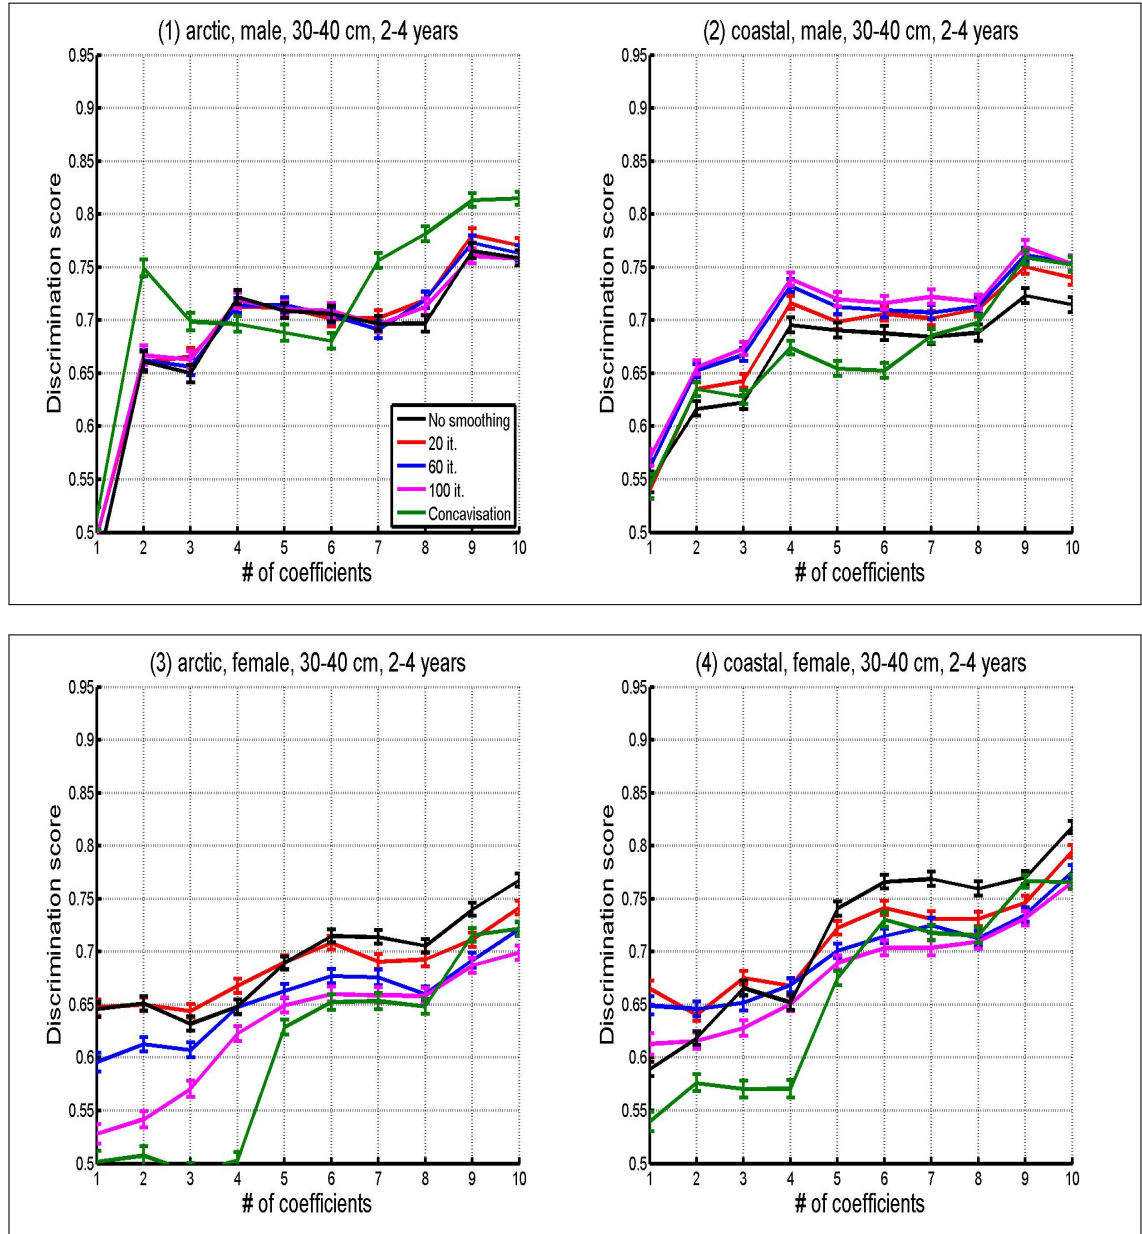 (1) arctic, male, 30-40 cm, 2-4 years
0.95
0.9
0.85
0.8
0.75
0.7
0.65
0.6
0.55
0.5
Discrimination score
No smoothing
20 it.
60 it.
100 it.
Concavisation
1 2 3 4 5 6 7 8 9 10
# of coefficients
(2) coastal, male, 30-40 cm, 2-4 years
0.95
0.9
0.85
0.8
0.75
0.7
0.65
0.6
0.55
0.5
Discrimination score
1 2 3 4 5 6 7 8 9 10
# of coefficients
(3) arctic, female, 30-40 cm, 2-4 years
0.95
0.9
0.85
0.8
0.75
0.7
0.65
0.6
0.55
0.5
Discrimination score
1 2 3 4 5 6 7 8 9 10
# of coefficients
(4) coastal, female, 30-40 cm, 2-4 years
0.95
0.9
0.85
0.8
0.75
0.7
0.65
0.6
0.55
0.5
Discrimination score
1 2 3 4 5 6 7 8 9 10
# of coefficients